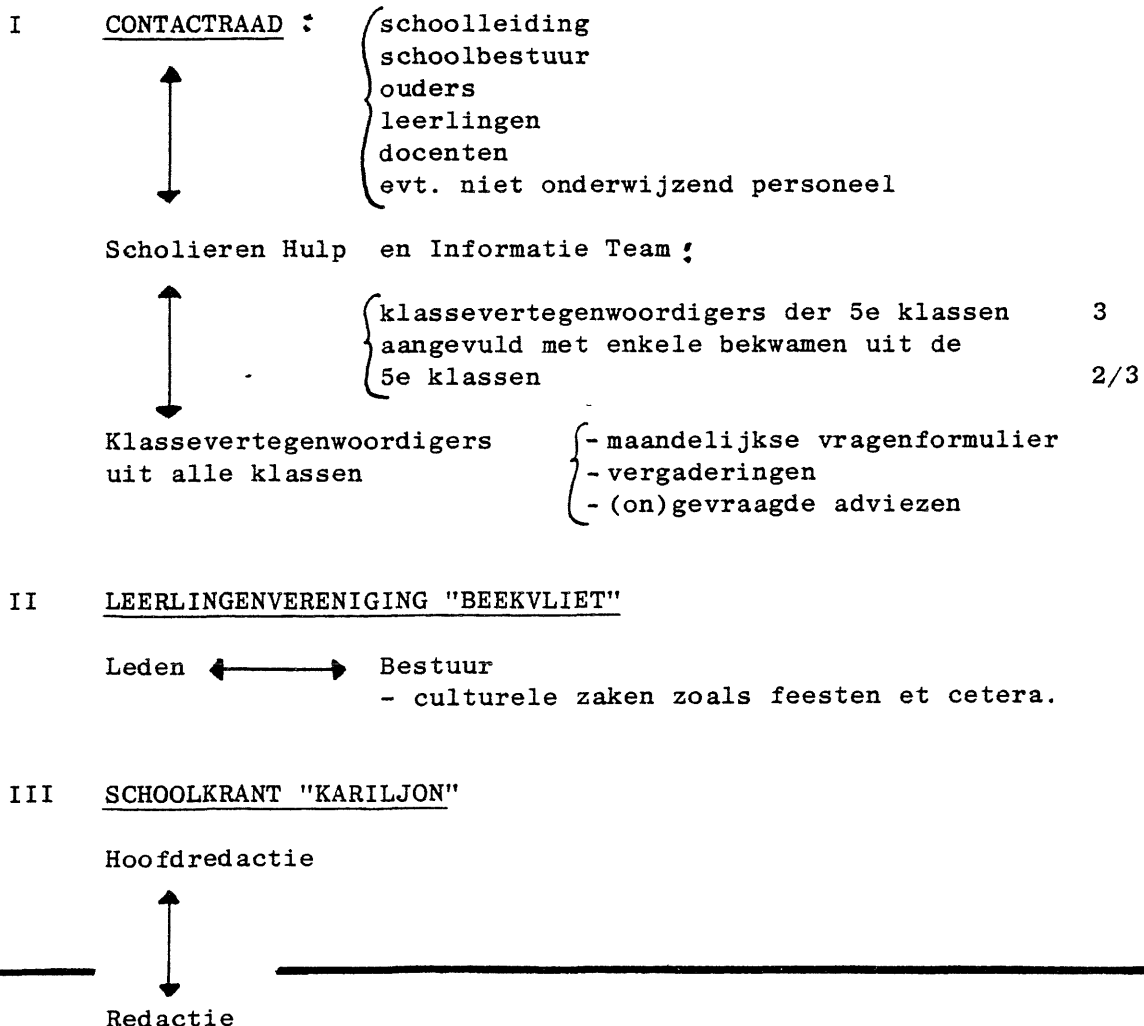 I CONTACTRAAD :
schoolleiding
schoolbestuur
ouders
leerlingen
docenten
evt. niet onderwijzend personeel
Scholieren Hulp en Informatie Team :
klassevertegenwoordigers der 5e klassen 3
aangevuld met enkele bekwamen uit de
5e klassen 2/3
Klassevertegenwoordigers
uit alle klassen
- maandelijkse vragenformulier
- vergaderingen
- (on)gevraagde adviezen
II LEERLINGENVERENIGING "BEEKVLIET"
Leden Bestuur
- culturele zaken zoals feesten et cetera.
III SCHOOLKRANT "KARILJON"
Hoofdredactie
Redactie